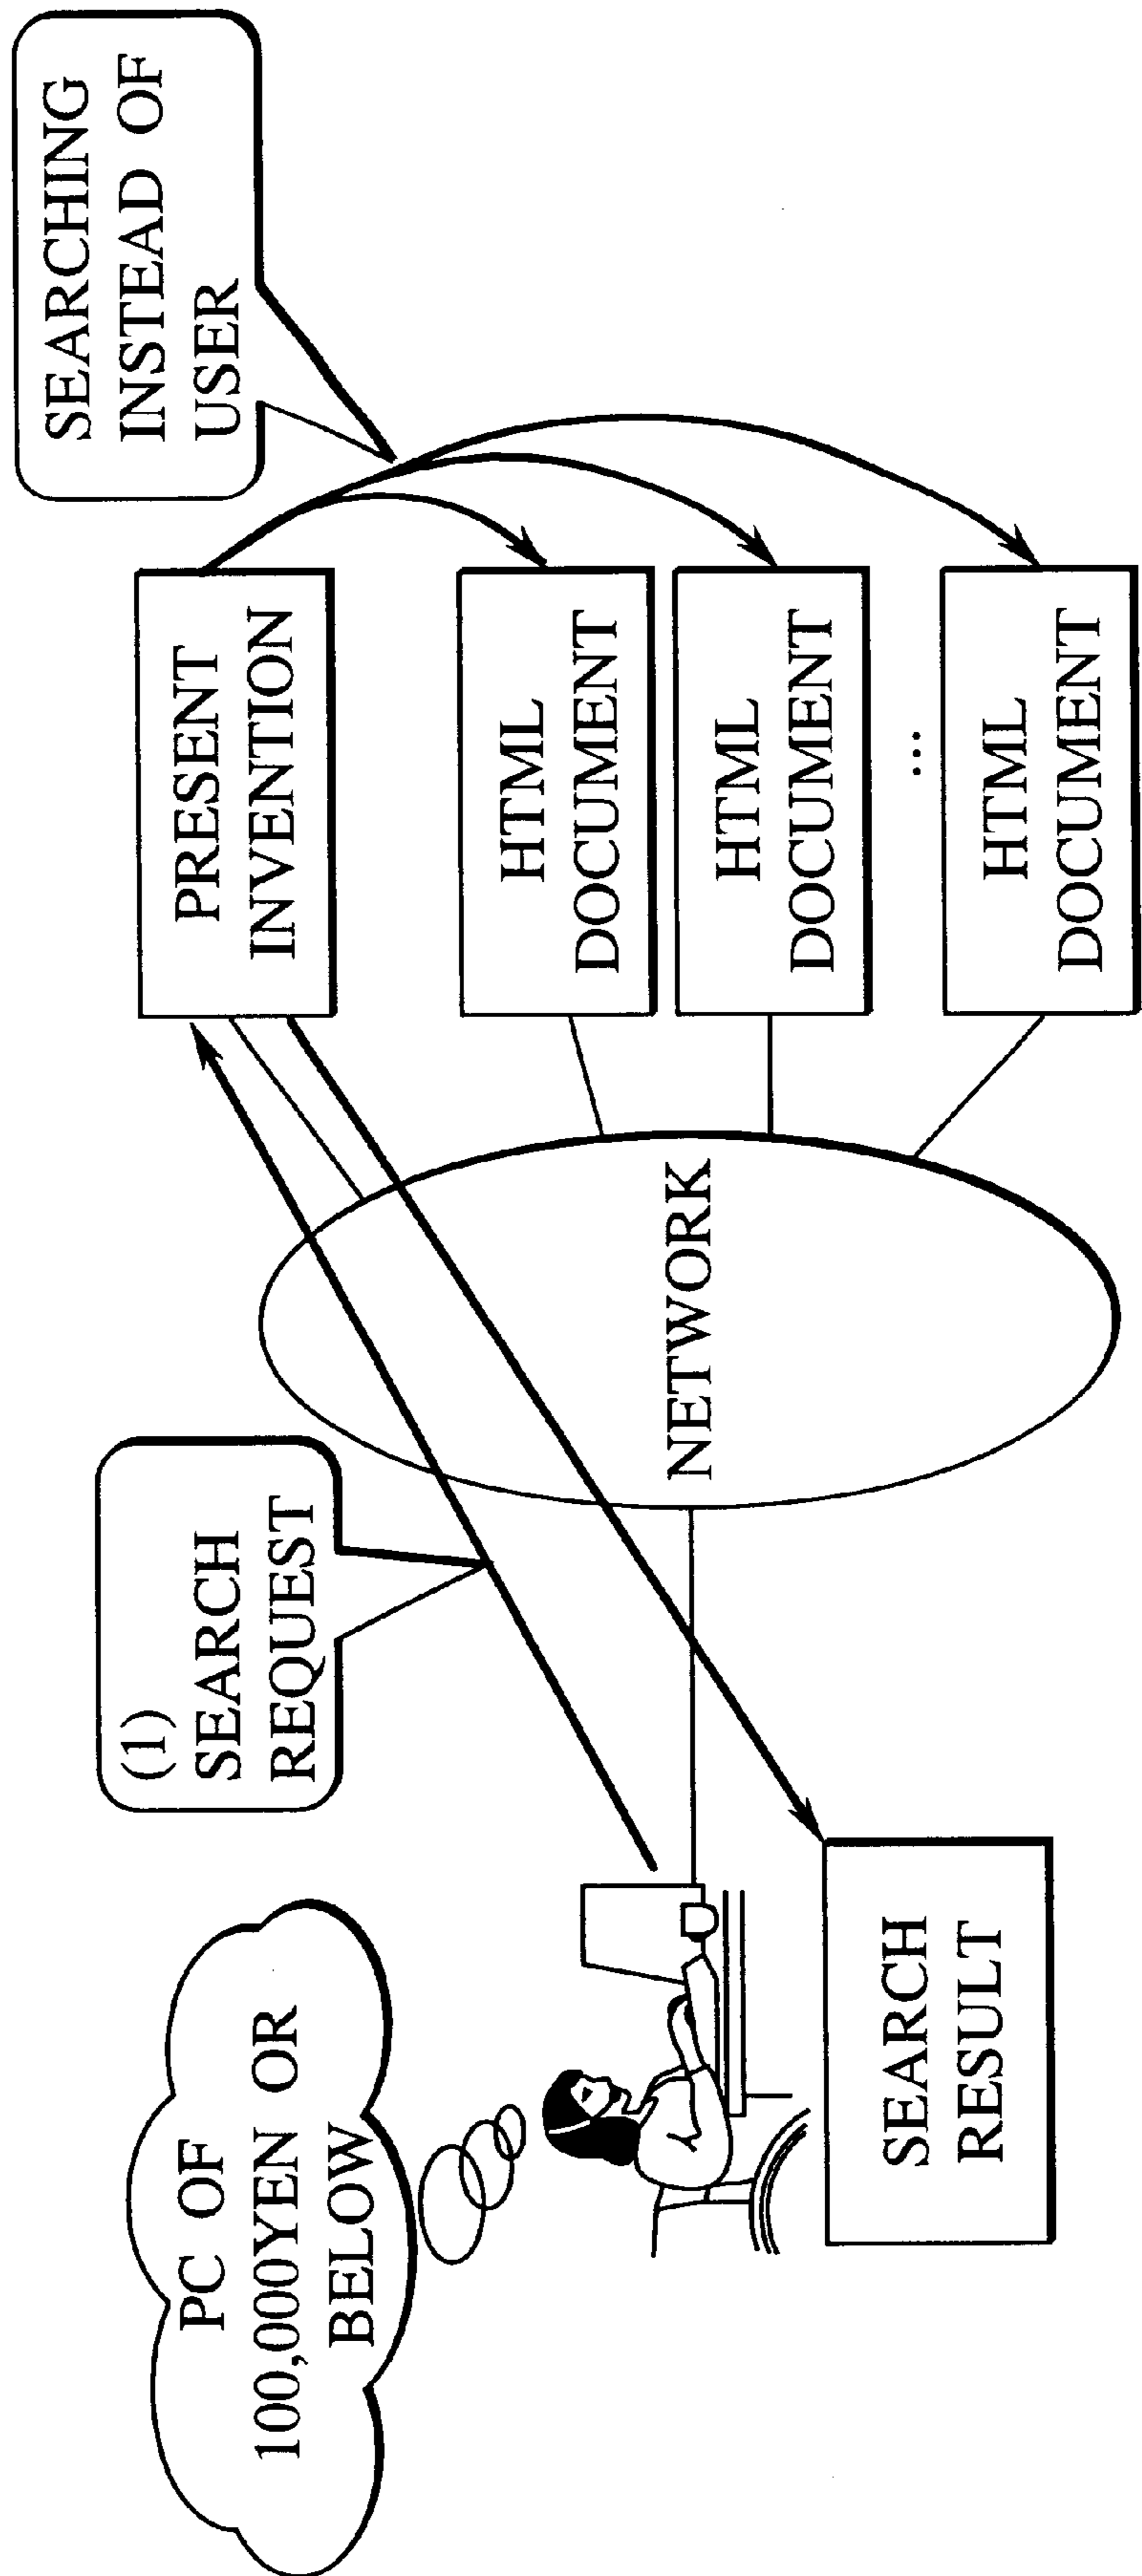 PC OF
100,000YEN OR
BELOW
(1)
SEARCH
REQUEST
SEARCHING
INSTEAD OF
USER
PRESENT
INVENTION
NETWORK
HTML
DOCUMENT
HTML
DOCUMENT
...
HTML
DOCUMENT
SEARCH
RESULT